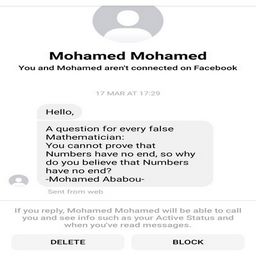 Mohamed Mohamed
You and Mohamed aren't connected on Facebook
17 MAR AT 17:29
Hello,
A question for every false
Mathematician:
You cannot prove that
Numbers have no end, so why
do you believe that Numbers
have no end?
-Mohamed Ababou-
Sent from web
If you reply, Mohamed Mohamed will be able to call
you and see info such as your Active Status and
when you've read messages.
DELETE
BLOCK